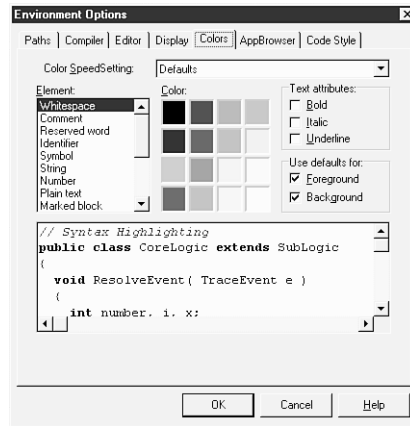 Environment Options
Paths Compiler Editor Display Colors AppBrowser Code Style
Color SpeedSetting: Defaults
Element: Color: Text attributes:
Whitespace
Comment
Reserved word
Identifier
Symbol
String
Number
Plain text
Marked block
Bold
Italic
Underline
Use defaults for:
Foreground
Background
// Syntax Highlighting
public class CoreLogic extends SubLogic
{
void ResolveEvent( TraceEvent e )
{
int number, i, x;
OK Cancel Help